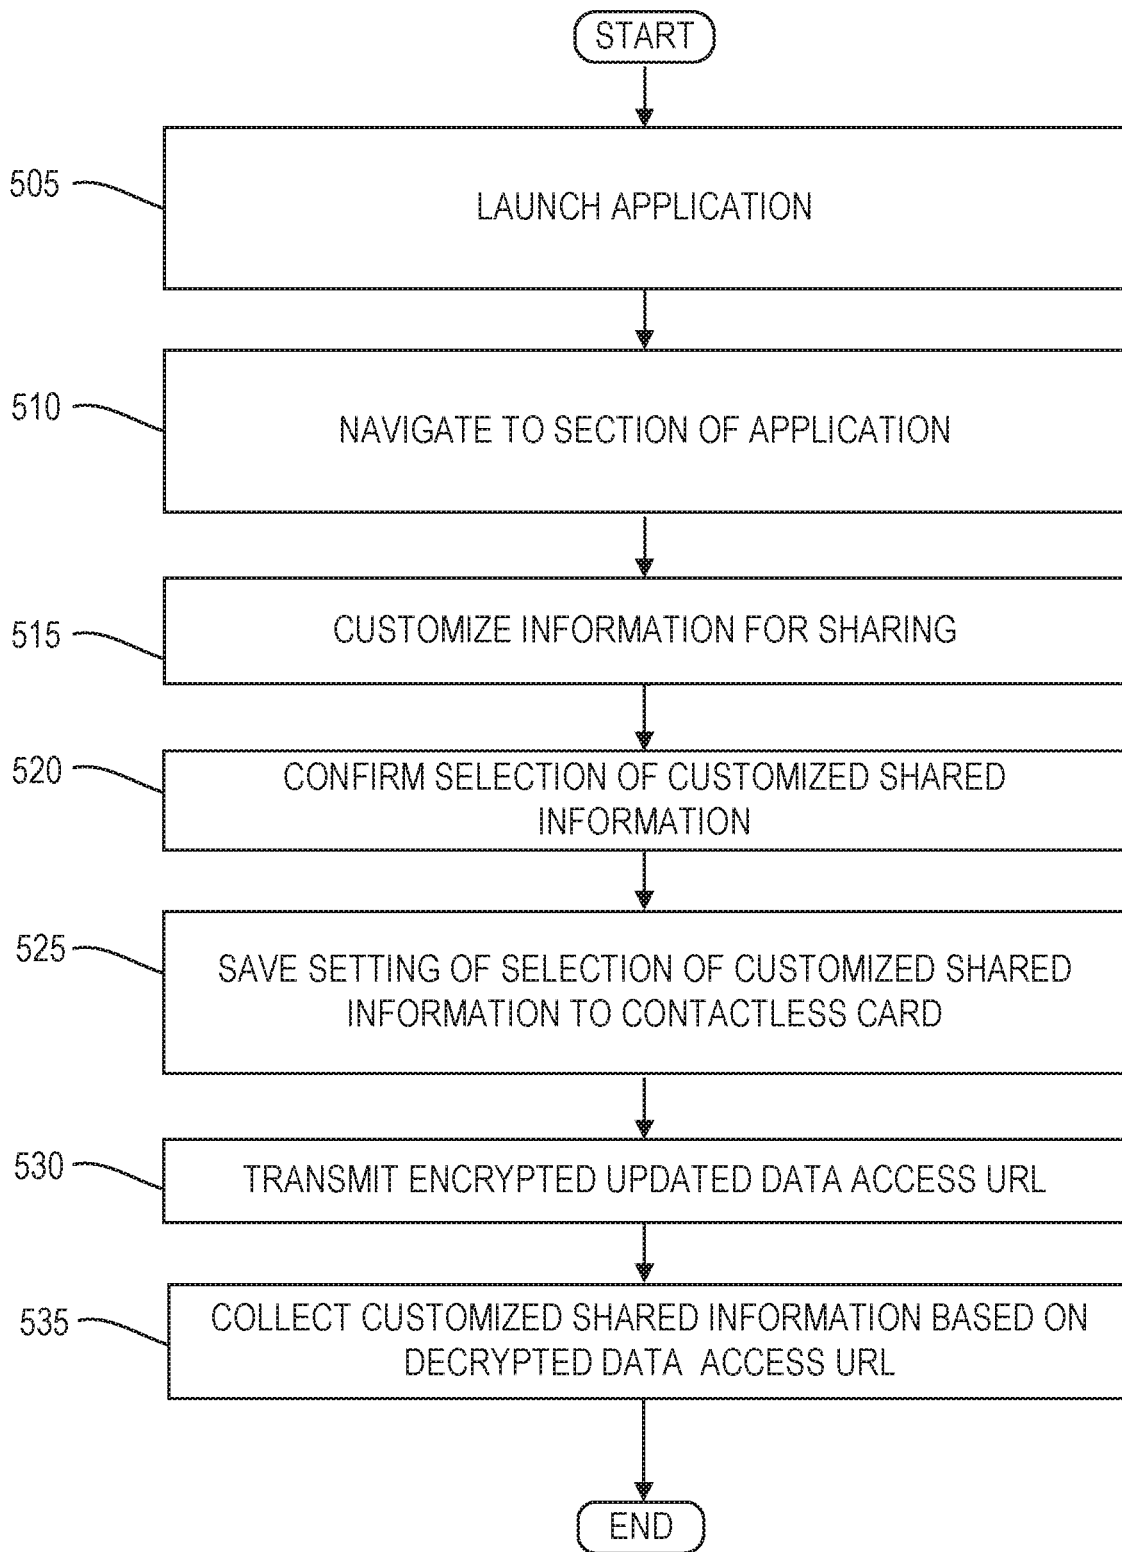 START
505
LAUNCH APPLICATION
510
NAVIGATE TO SECTION OF APPLICATION
515
CUSTOMIZE INFORMATION FOR SHARING
520
CONFIRM SELECTION OF CUSTOMIZED SHARED
INFORMATION
525
SAVE SETTING OF SELECTION OF CUSTOMIZED SHARED
INFORMATION TO CONTACTLESS CARD
530
TRANSMIT ENCRYPTED UPDATED DATA ACCESS URL
535
COLLECT CUSTOMIZED SHARED INFORMATION BASED ON
DECRYPTED DATA ACCESS URL
END